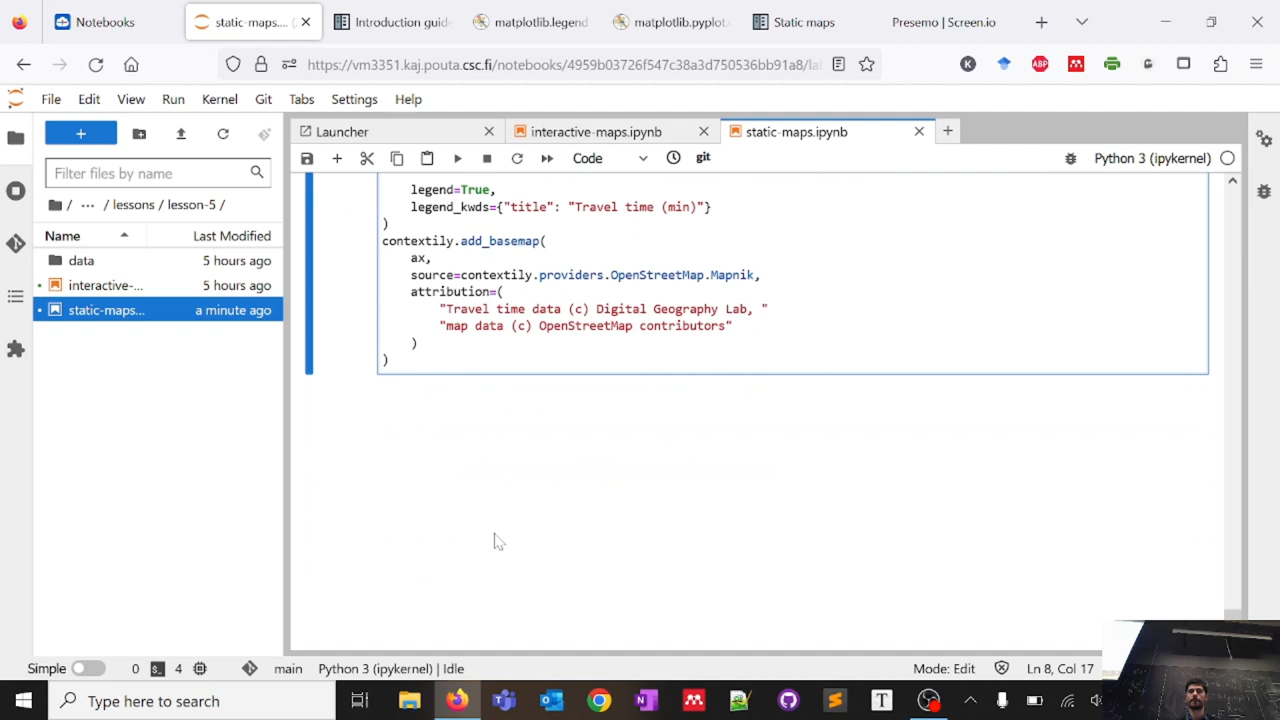 Notebooks
static-maps.... (
Introduction guide
matplotlib.legend
matplotlib.pyplot.
Static maps
Presemo | Screen.io
https://vm3351.kaj.pouta.csc.fi/notebooks/4959b03726f547c38a3d750536bb91a8/la
K
ABP
File Edit View Run Kernel Git Tabs Settings Help
Launcher
interactive-maps.ipynb
static-maps.ipynb
Code
git
Python 3 (ipykernel)
Filter files by name
/ ... / lessons / lesson-5 /
Name Last Modified
data 5 hours ago
interactive-... 5 hours ago
static-maps... a minute ago
legend=True,
legend_kwds={"title": "Travel time (min)"}
)
contextily.add_basemap(
ax,
source=contextily.providers.OpenStreetMap.Mapnik,
attribution=(
"Travel time data (c) Digital Geography Lab, "
"map data (c) OpenStreetMap contributors"
)
)
Simple 0 4 main Python 3 (ipykernel) | Idle
Mode: Edit Ln 8, Col 17
Type here to search